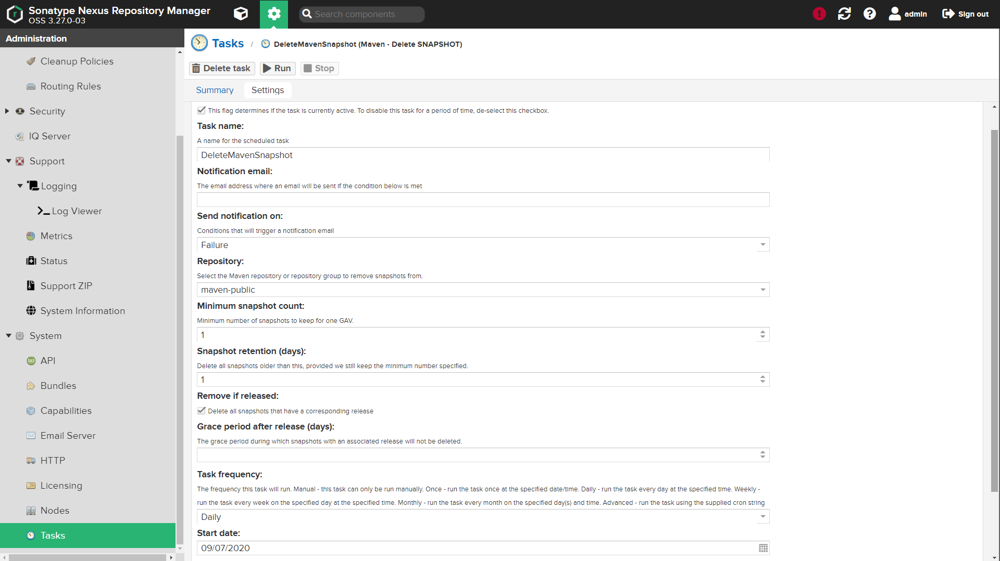 Sonatype Nexus Repository Manager
OSS 3.27.0-03
Search components
admin
Sign out
Administration
Cleanup Policies
Routing Rules
Security
IQ Server
Support
Logging
Log Viewer
Metrics
Status
Support ZIP
System Information
System
API
Bundles
Capabilities
Email Server
HTTP
Licensing
Nodes
Tasks
Tasks / DeleteMavenSnapshot (Maven - Delete SNAPSHOT)
Delete task Run Stop
Summary Settings
This flag determines if the task is currently active. To disable this task for a period of time, de-select this checkbox.
Task name:
A name for the scheduled task
DeleteMavenSnapshot
Notification email:
The email address where an email will be sent if the condition below is met
Send notification on:
Conditions that will trigger a notification email
Failure
Repository:
Select the Maven repository or repository group to remove snapshots from.
maven-public
Minimum snapshot count:
Minimum number of snapshots to keep for one GAV.
1
Snapshot retention (days):
Delete all snapshots older than this, provided we still keep the minimum number specified.
1
Remove if released:
Delete all snapshots that have a corresponding release
Grace period after release (days):
The grace period during which snapshots with an associated release will not be deleted.
Task frequency:
The frequency this task will run. Manual - this task can only be run manually. Once - run the task once at the specified date/time. Daily - run the task every day at the specified time. Weekly -
run the task every week on the specified day at the specified time. Monthly - run the task every month on the specified day(s) and time. Advanced - run the task using the supplied cron string
Daily
Start date:
09/07/2020